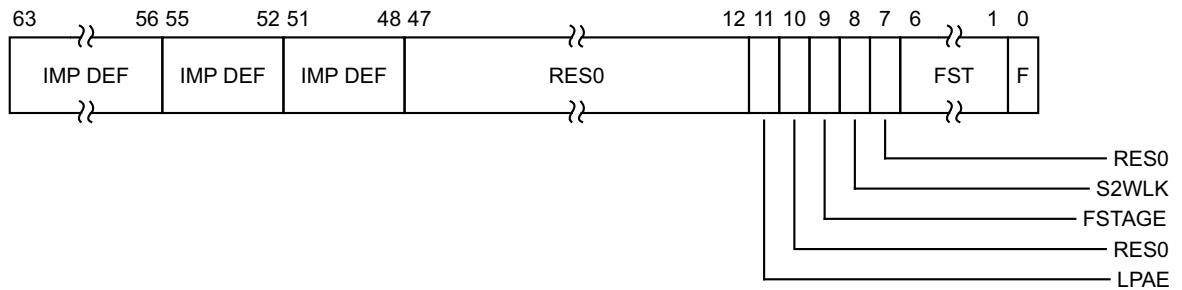 63 56 55 52 51 48 47 12 11 10 9 8 7 6 1 0
IMP DEF IMP DEF IMP DEF RES0 FST F
RES0
S2WLK
FSTAGE
RES0
LPAE